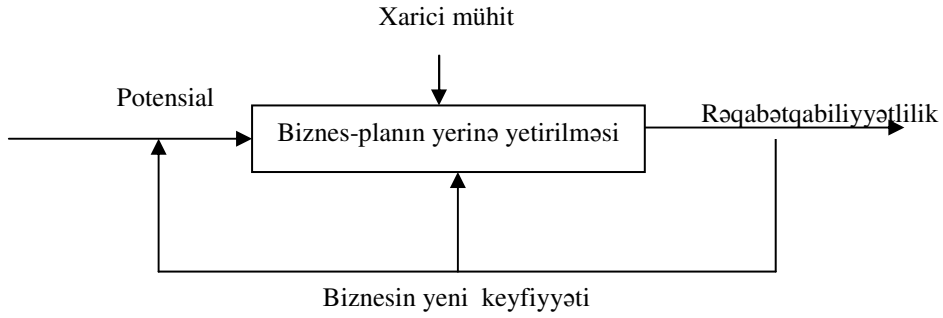 Xarici mühit
Potensial
Rəqabətqabiliyyətlilik
Biznes-planın yerinə yetirilməsi
Biznesin yeni keyfiyyəti